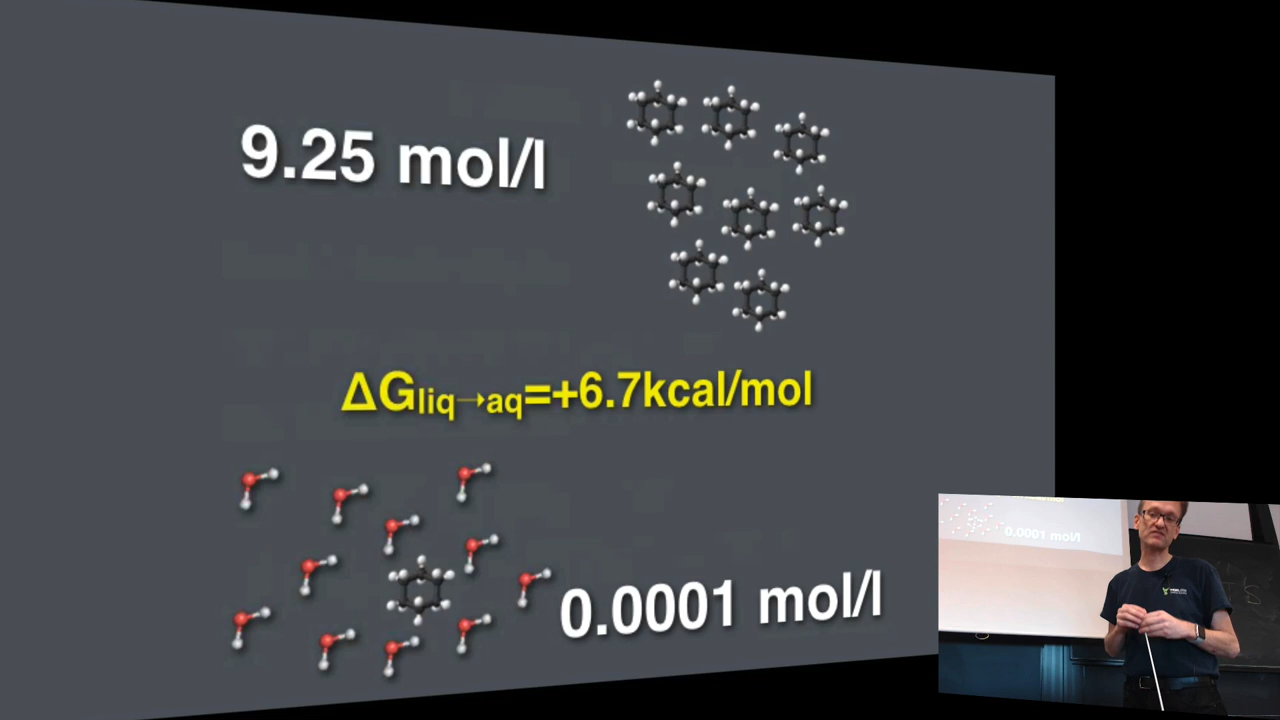 9.25 mol/l
ΔGliq→aq=+6.7kcal/mol
0.0001 mol/l
0.0001 mol/l